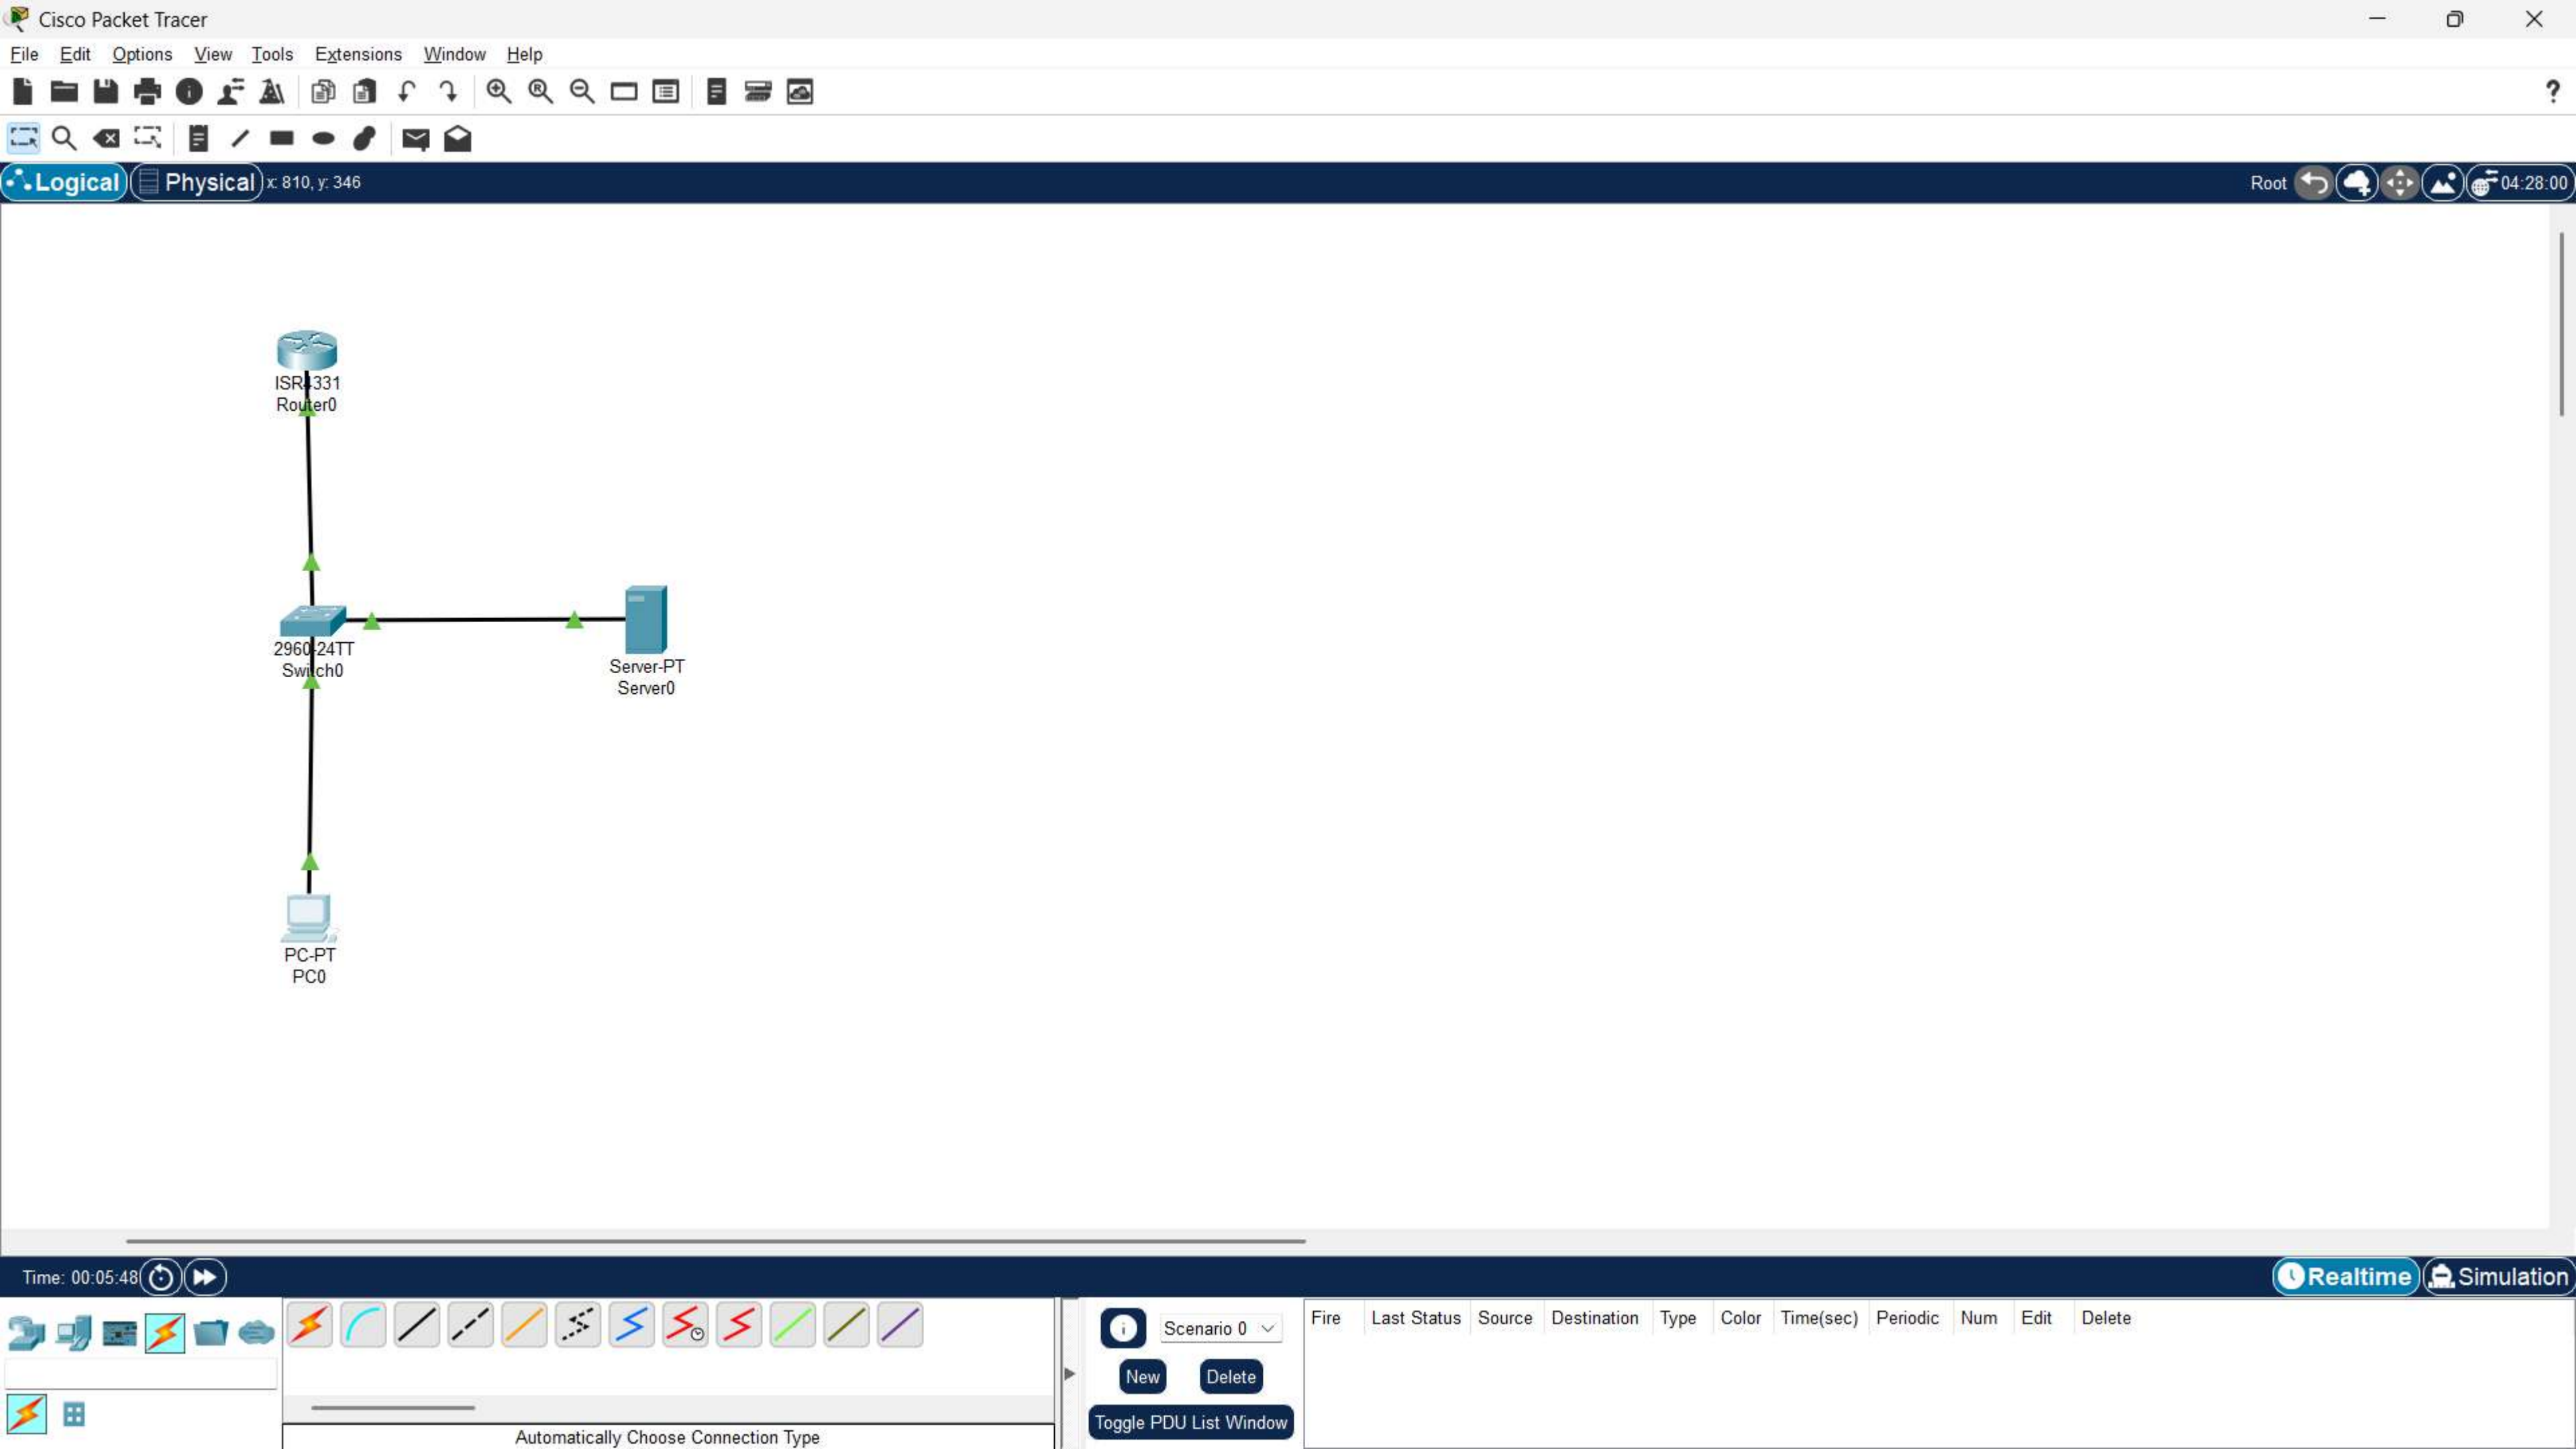 Cisco Packet Tracer
File Edit Options View Tools Extensions Window Help
?
Logical Physical x: 810, y: 346 Root 04:28:00
ISR4331
Router0
2960-24TT
Switch0
Server-PT
Server0
PC-PT
PC0
Time: 00:05:48 Realtime Simulation
Scenario 0
New Delete
Toggle PDU List Window
Fire Last Status Source Destination Type Color Time(sec) Periodic Num Edit Delete
Automatically Choose Connection Type